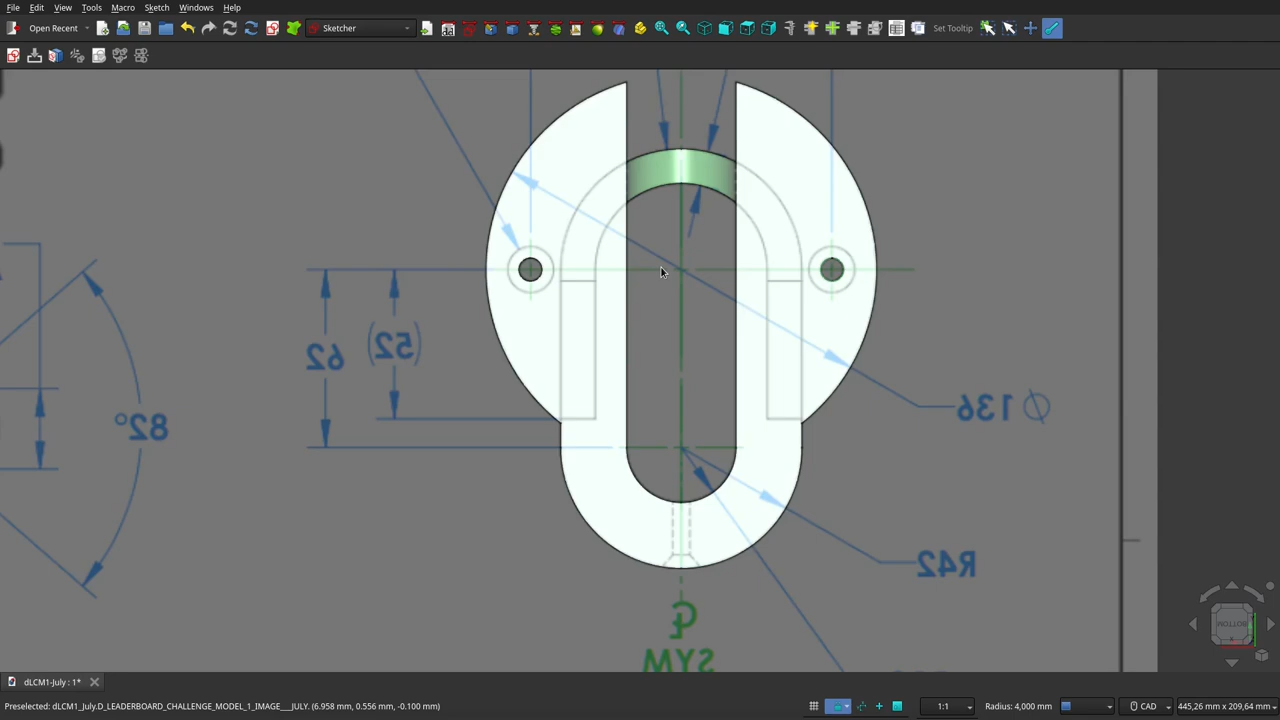 File Edit View Tools Macro Sketch Windows Help
Open Recent Sketcher Set Tooltip
62 (52)
82°
Ø 136
R42
℄
SYM
BOTTOM
dLCM1-July : 1*
Preselected: dLCM1_July.D_LEADERBOARD_CHALLENGE_MODEL_1_IMAGE___JULY. (6.958 mm, 0.556 mm, -0.100 mm) 1:1 Radius: 4,000 mm CAD 445,26 mm x 209,64 mm